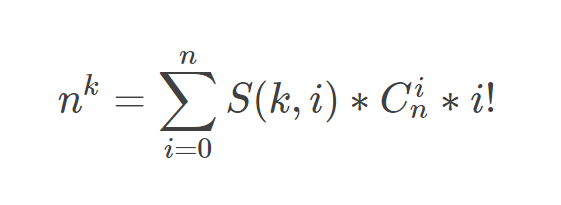 n^k = \sum_{i=0}^{n} S(k, i) * C_n^i * i!